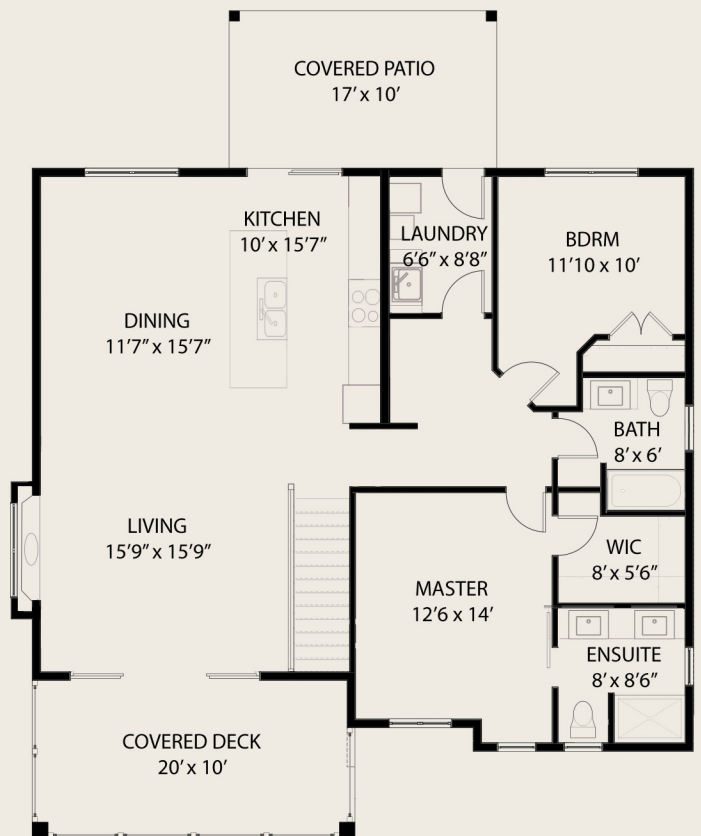 COVERED PATIO
17’ x 10’
KITCHEN
10’ x 15’7”
LAUNDRY
6’6” x 8’8”
BDRM
11’10 x 10’
DINING
11’7” x 15’7”
BATH
8’ x 6’
LIVING
15’9” x 15’9”
WIC
8’ x 5’6”
MASTER
12’6 x 14’
ENSUITE
8’ x 8’6”
COVERED DECK
20’ x 10’